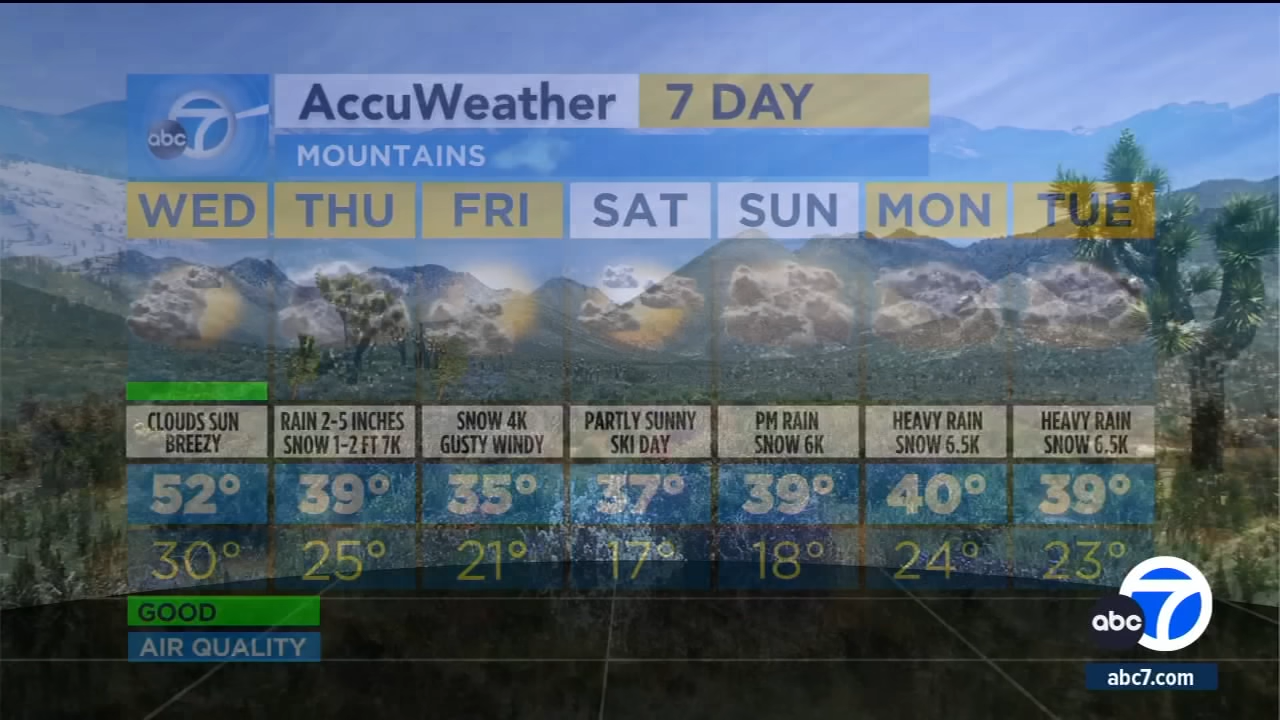 abc 7
AccuWeather 7 DAY
MOUNTAINS
WED THU FRI SAT SUN MON TUE
CLOUDS SUN BREEZY
RAIN 2-5 INCHES SNOW 1-2 FT 7K
SNOW 4K GUSTY WINDY
PARTLY SUNNY SKI DAY
PM RAIN SNOW 6K
HEAVY RAIN SNOW 6.5K
HEAVY RAIN SNOW 6.5K
52° 39° 35° 37° 39° 40° 39°
30° 25° 21° 17° 18° 24° 23°
GOOD
AIR QUALITY
abc 7
abc7.com